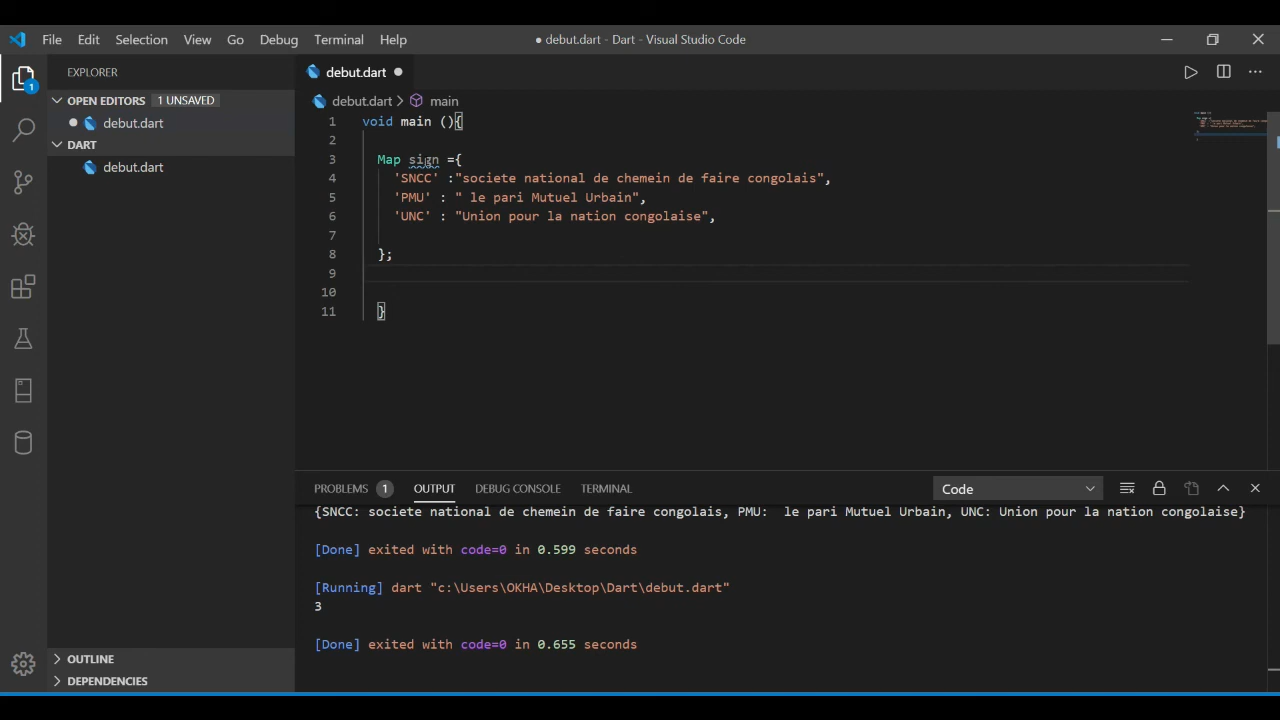 File Edit Selection View Go Debug Terminal Help
● debut.dart - Dart - Visual Studio Code
EXPLORER
OPEN EDITORS 1 UNSAVED
debut.dart
DART
debut.dart
OUTLINE
DEPENDENCIES
1
debut.dart
debut.dart > main
1 void main (){
2
3 Map sign ={
4 'SNCC' :"societe national de chemein de faire congolais",
5 'PMU' : " le pari Mutuel Urbain",
6 'UNC' : "Union pour la nation congolaise",
7
8 };
9
10
11 }
PROBLEMS 1 OUTPUT DEBUG CONSOLE TERMINAL
Code
{SNCC: societe national de chemein de faire congolais, PMU:  le pari Mutuel Urbain, UNC: Union pour la nation congolaise}
[Done] exited with code=0 in 0.599 seconds
[Running] dart "c:\Users\OKHA\Desktop\Dart\debut.dart"
3
[Done] exited with code=0 in 0.655 seconds